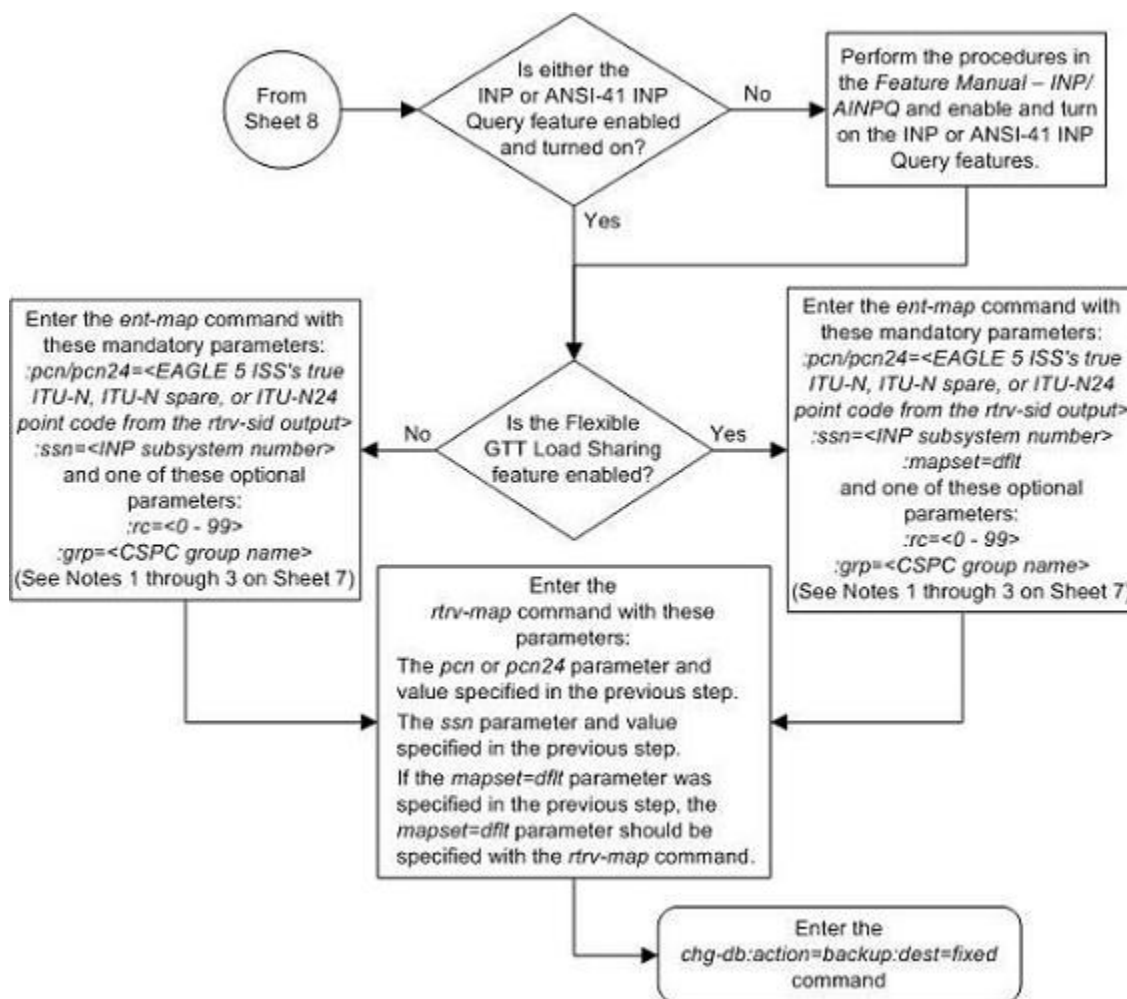 From
Sheet 8
Is either the
INP or ANSI-41 INP
Query feature enabled
and turned on?
No
Perform the procedures in
the Feature Manual – INP/
AINPQ and enable and turn
on the INP or ANSI-41 INP
Query features.
Yes
Enter the ent-map command with
these mandatory parameters:
:pcn/pcn24=<EAGLE 5 ISS's true
ITU-N, ITU-N spare, or ITU-N24
point code from the rtrv-sid output>
:ssn=<INP subsystem number>
and one of these optional
parameters:
:rc=<0 - 99>
:grp=<CSPC group name>
(See Notes 1 through 3 on Sheet 7)
No
Is the Flexible
GTT Load Sharing
feature enabled?
Yes
Enter the ent-map command with
these mandatory parameters:
:pcn/pcn24=<EAGLE 5 ISS's true
ITU-N, ITU-N spare, or ITU-N24
point code from the rtrv-sid output>
:ssn=<INP subsystem number>
:mapset=dflt
and one of these optional
parameters:
:rc=<0 - 99>
:grp=<CSPC group name>
(See Notes 1 through 3 on Sheet 7)
Enter the
rtrv-map command with these
parameters:
The pcn or pcn24 parameter and
value specified in the previous step.
The ssn parameter and value
specified in the previous step.
If the mapset=dflt parameter was
specified in the previous step, the
mapset=dflt parameter should be
specified with the rtrv-map command.
Enter the
chg-db:action=backup:dest=fixed
command